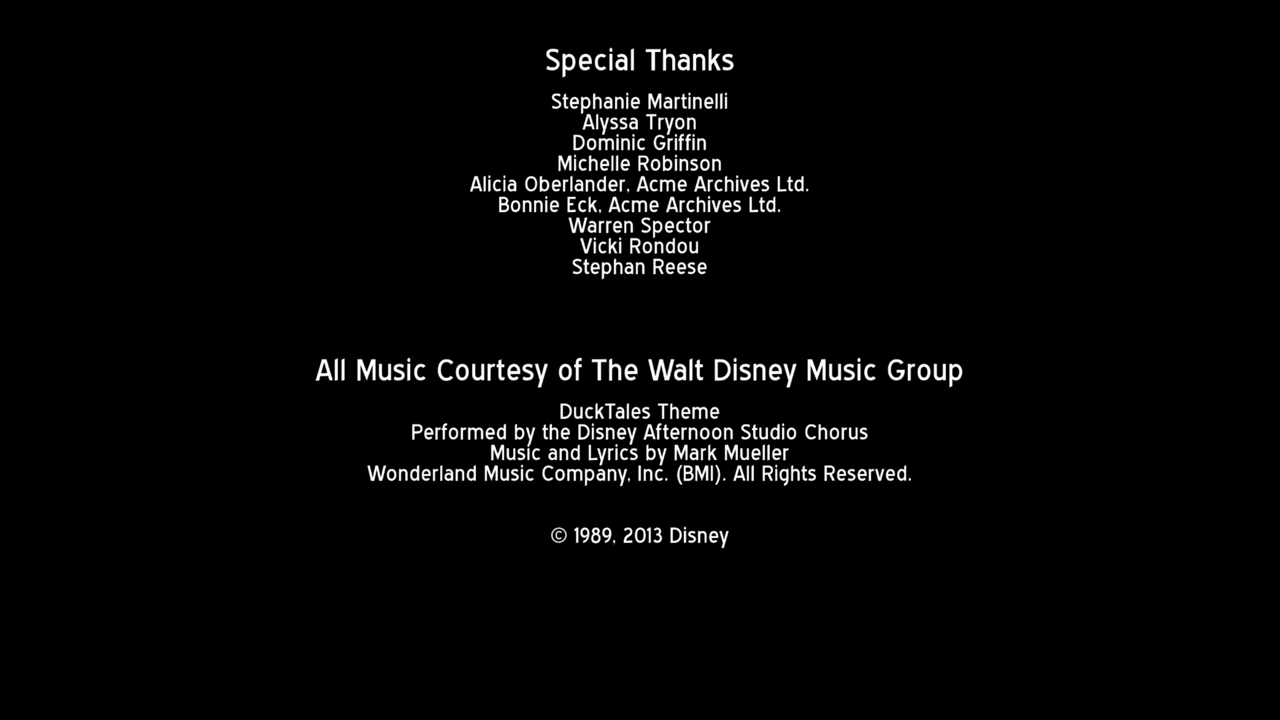 Special Thanks
Stephanie Martinelli
Alyssa Tryon
Dominic Griffin
Michelle Robinson
Alicia Oberlander, Acme Archives Ltd.
Bonnie Eck, Acme Archives Ltd.
Warren Spector
Vicki Rondou
Stephan Reese
All Music Courtesy of The Walt Disney Music Group
DuckTales Theme
Performed by the Disney Afternoon Studio Chorus
Music and Lyrics by Mark Mueller
Wonderland Music Company, Inc. (BMI). All Rights Reserved.
© 1989, 2013 Disney